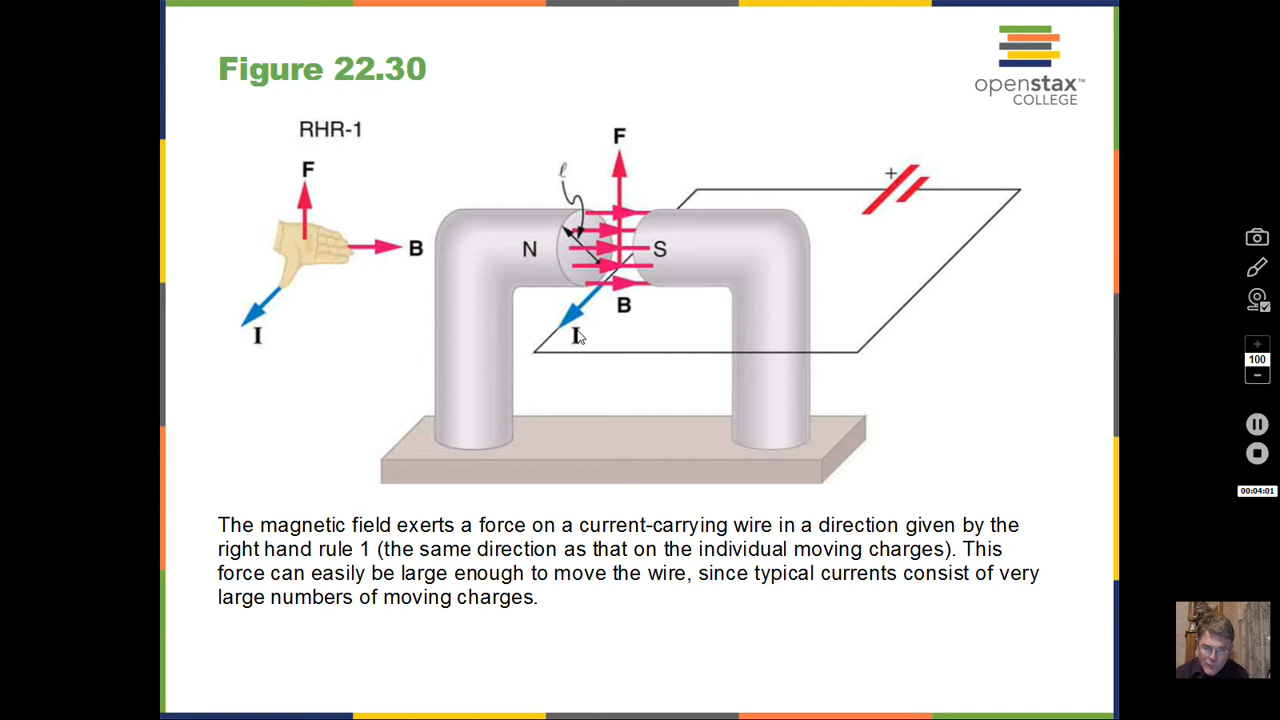 Figure 22.30
openstax™
COLLEGE
RHR-1
F
B
I
F
ℓ
N
S
B
I
+
The magnetic field exerts a force on a current-carrying wire in a direction given by the
right hand rule 1 (the same direction as that on the individual moving charges). This
force can easily be large enough to move the wire, since typical currents consist of very
large numbers of moving charges.
+
100
−
00:04:01